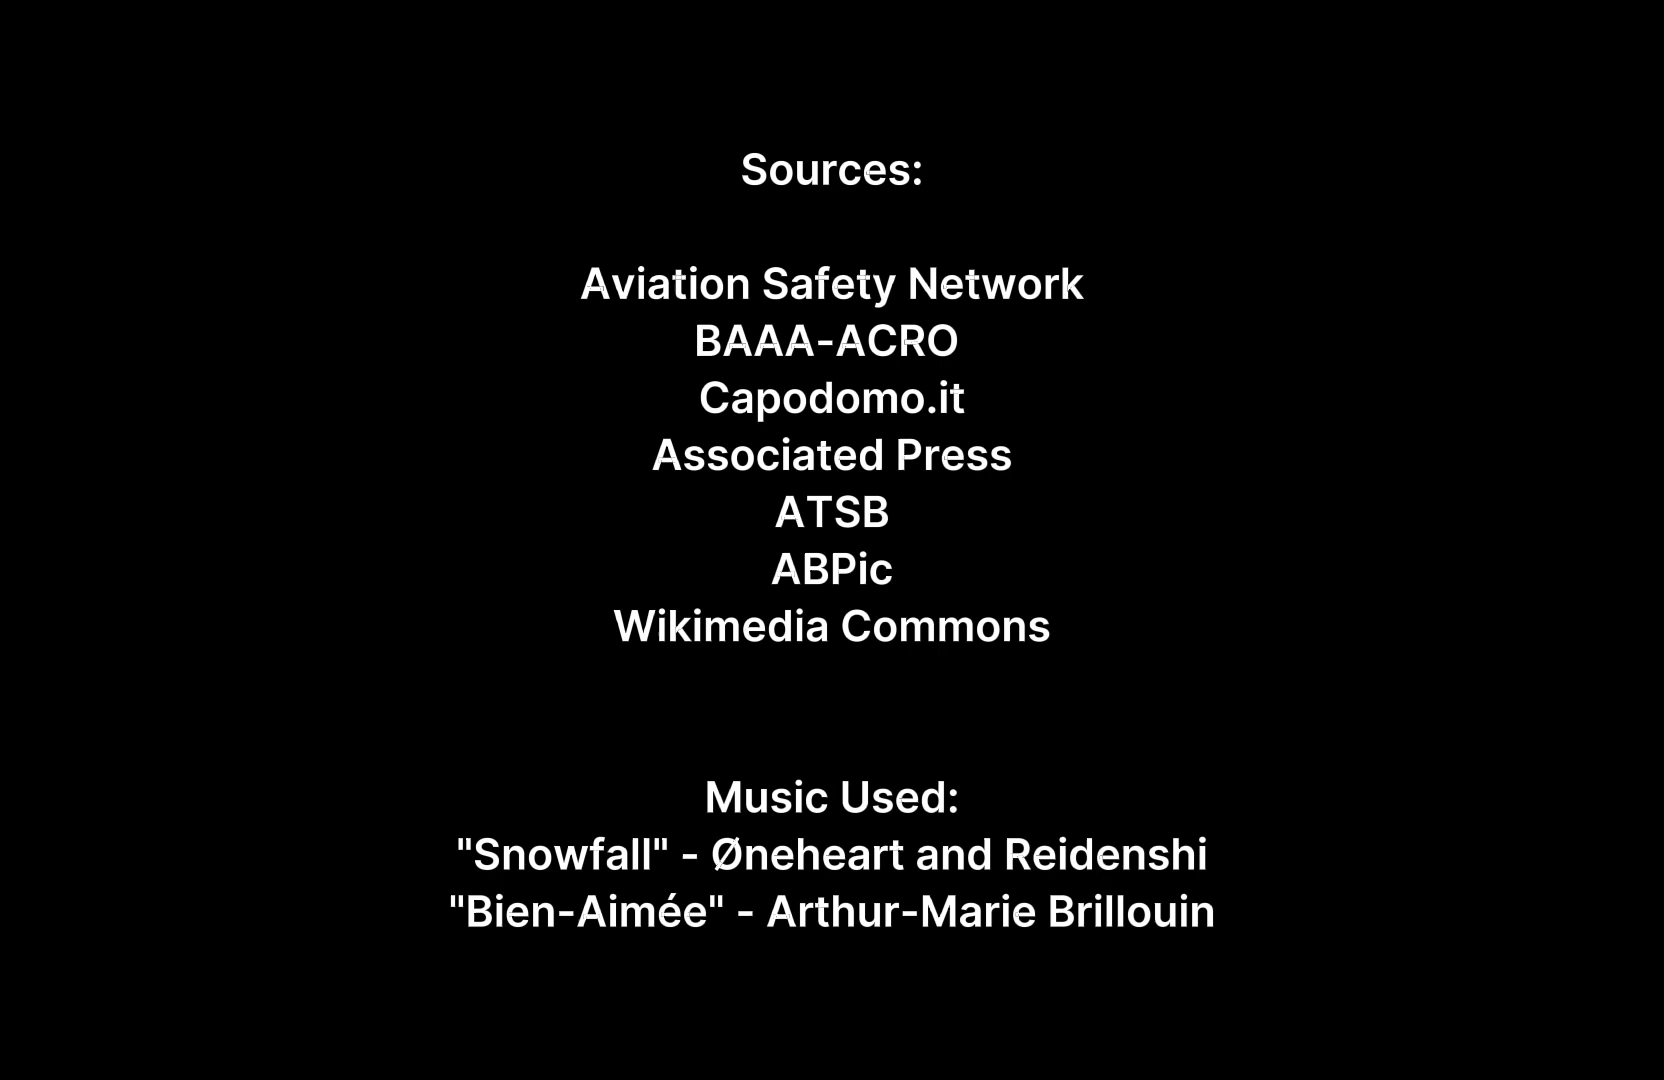 Sources:
Aviation Safety Network
BAAA-ACRO
Capodomo.it
Associated Press
ATSB
ABPic
Wikimedia Commons
Music Used:
"Snowfall" - Øneheart and Reidenshi
"Bien-Aimée" - Arthur-Marie Brillouin